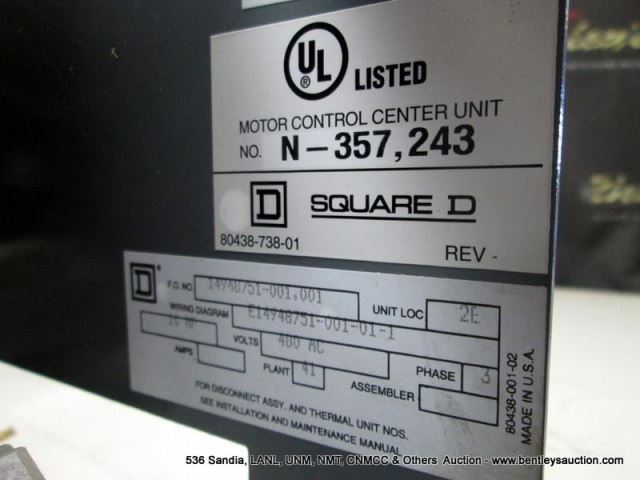 UL
®
LISTED
MOTOR CONTROL CENTER UNIT
NO. N-357,243
D SQUARE D
80438-738-01 REV -
D
F.O. NO. 14948751-001,001 UNIT LOC 2E
WIRING DIAGRAM E14948751-001-01-1
10 HP VOLTS 480 AC PHASE 3
AMPS PLANT 41 ASSEMBLER
FOR DISCONNECT ASSY. AND THERMAL UNIT NOS.
SEE INSTALLATION AND MAINTENANCE MANUAL
80438-001-02
MADE IN U.S.A.
536 Sandia, LANL, UNM, NMT, CNMCC & Others Auction - www.bentleysauction.com